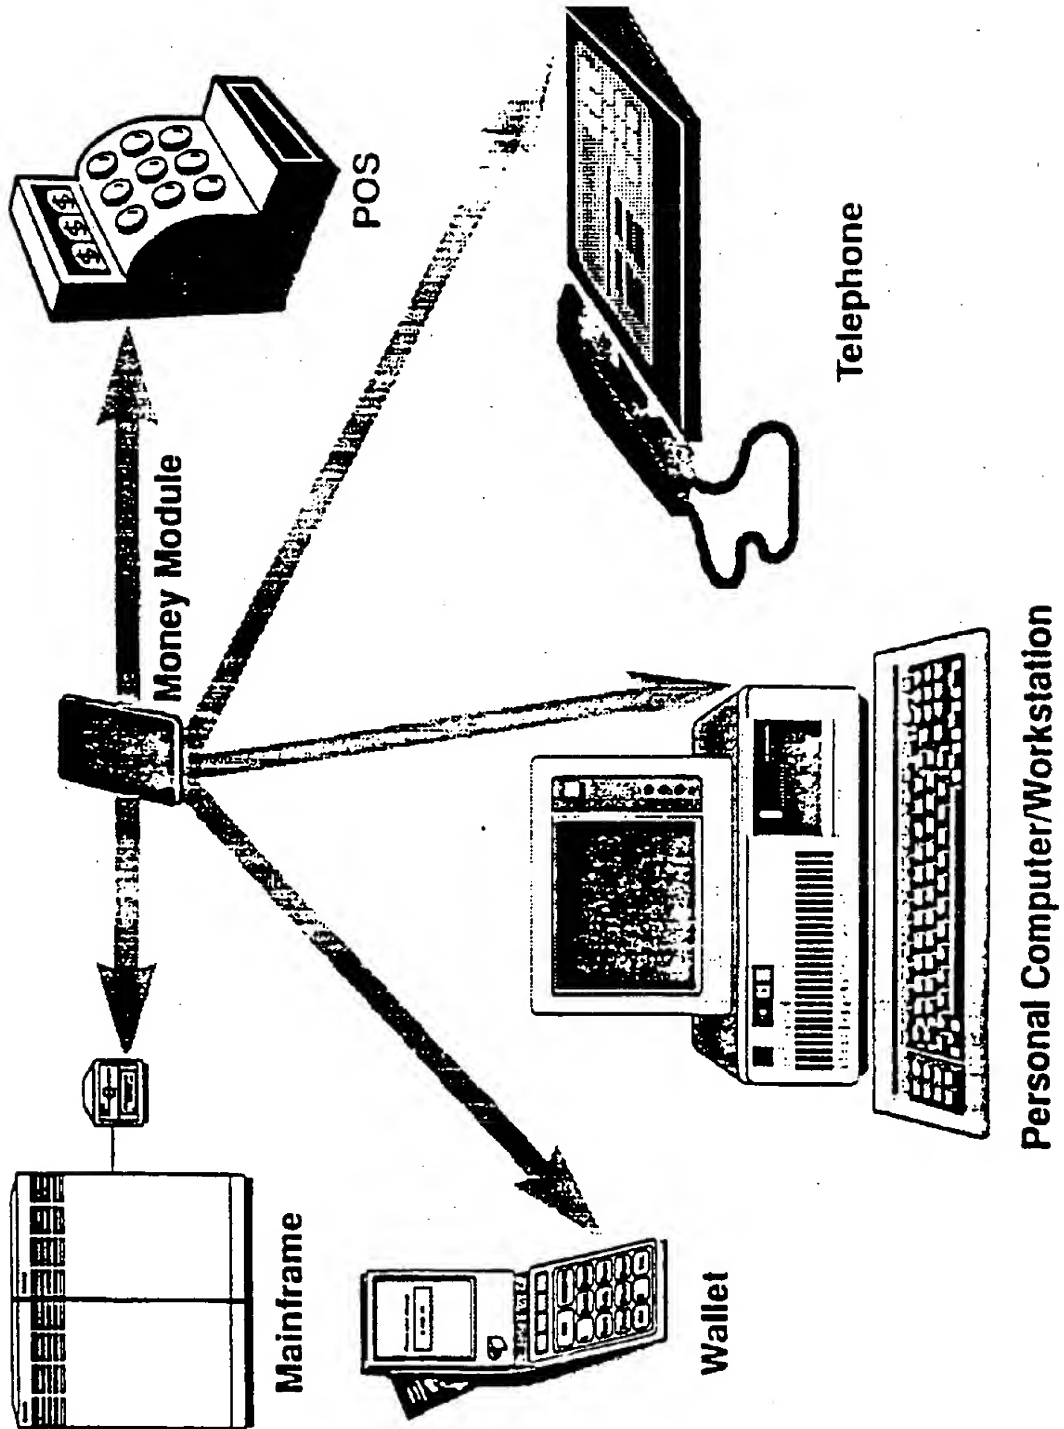 $ $ $
POS
Money Module
Telephone
Mainframe
Wallet
Personal Computer/Workstation